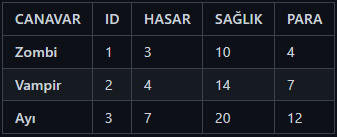 CANAVAR ID HASAR SAĞLIK PARA
Zombi 1 3 10 4
Vampir 2 4 14 7
Ayı 3 7 20 12